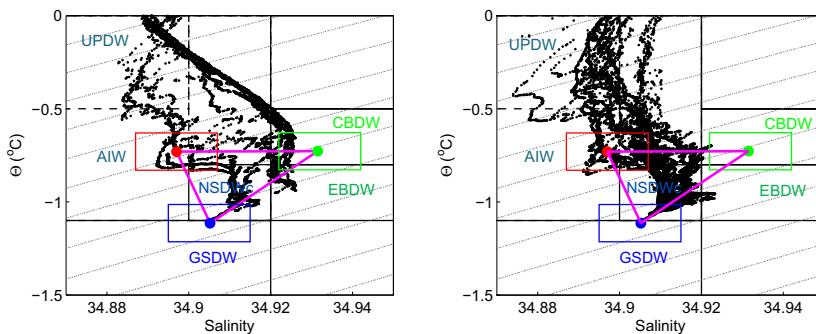 0
−0.5
−1
−1.5
Θ (°C)
UPDW
AIW
CBDW
NSDW
EBDW
GSDW
34.88
34.9
34.92
34.94
Salinity
0
−0.5
−1
−1.5
Θ (°C)
UPDW
AIW
CBDW
NSDW
EBDW
GSDW
34.88
34.9
34.92
34.94
Salinity